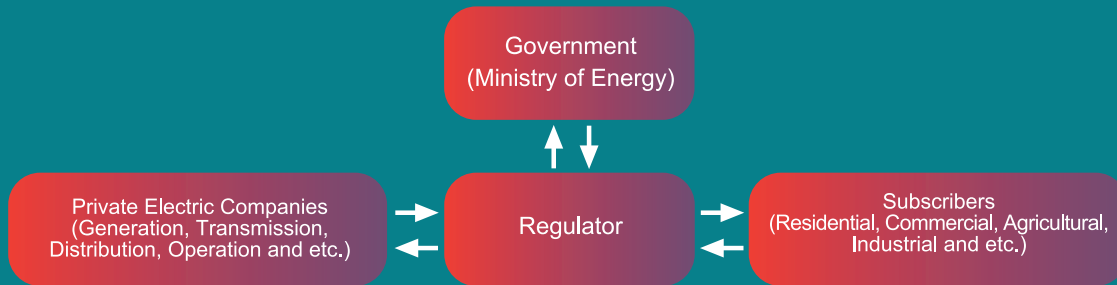 Government
(Ministry of Energy)
Private Electric Companies
(Generation, Transmission,
Distribution, Operation and etc.)
Regulator
Subscribers
(Residential, Commercial, Agricultural,
Industrial and etc.)